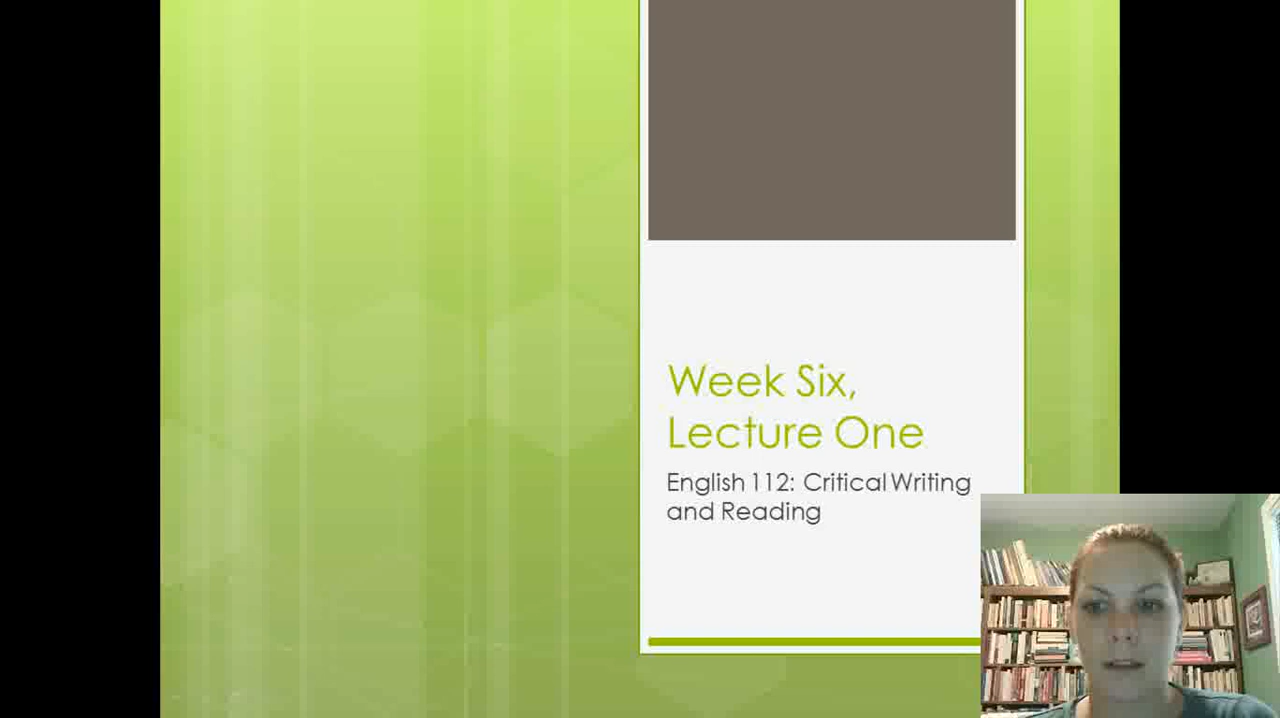 Week Six,
Lecture One
English 112: Critical Writing
and Reading